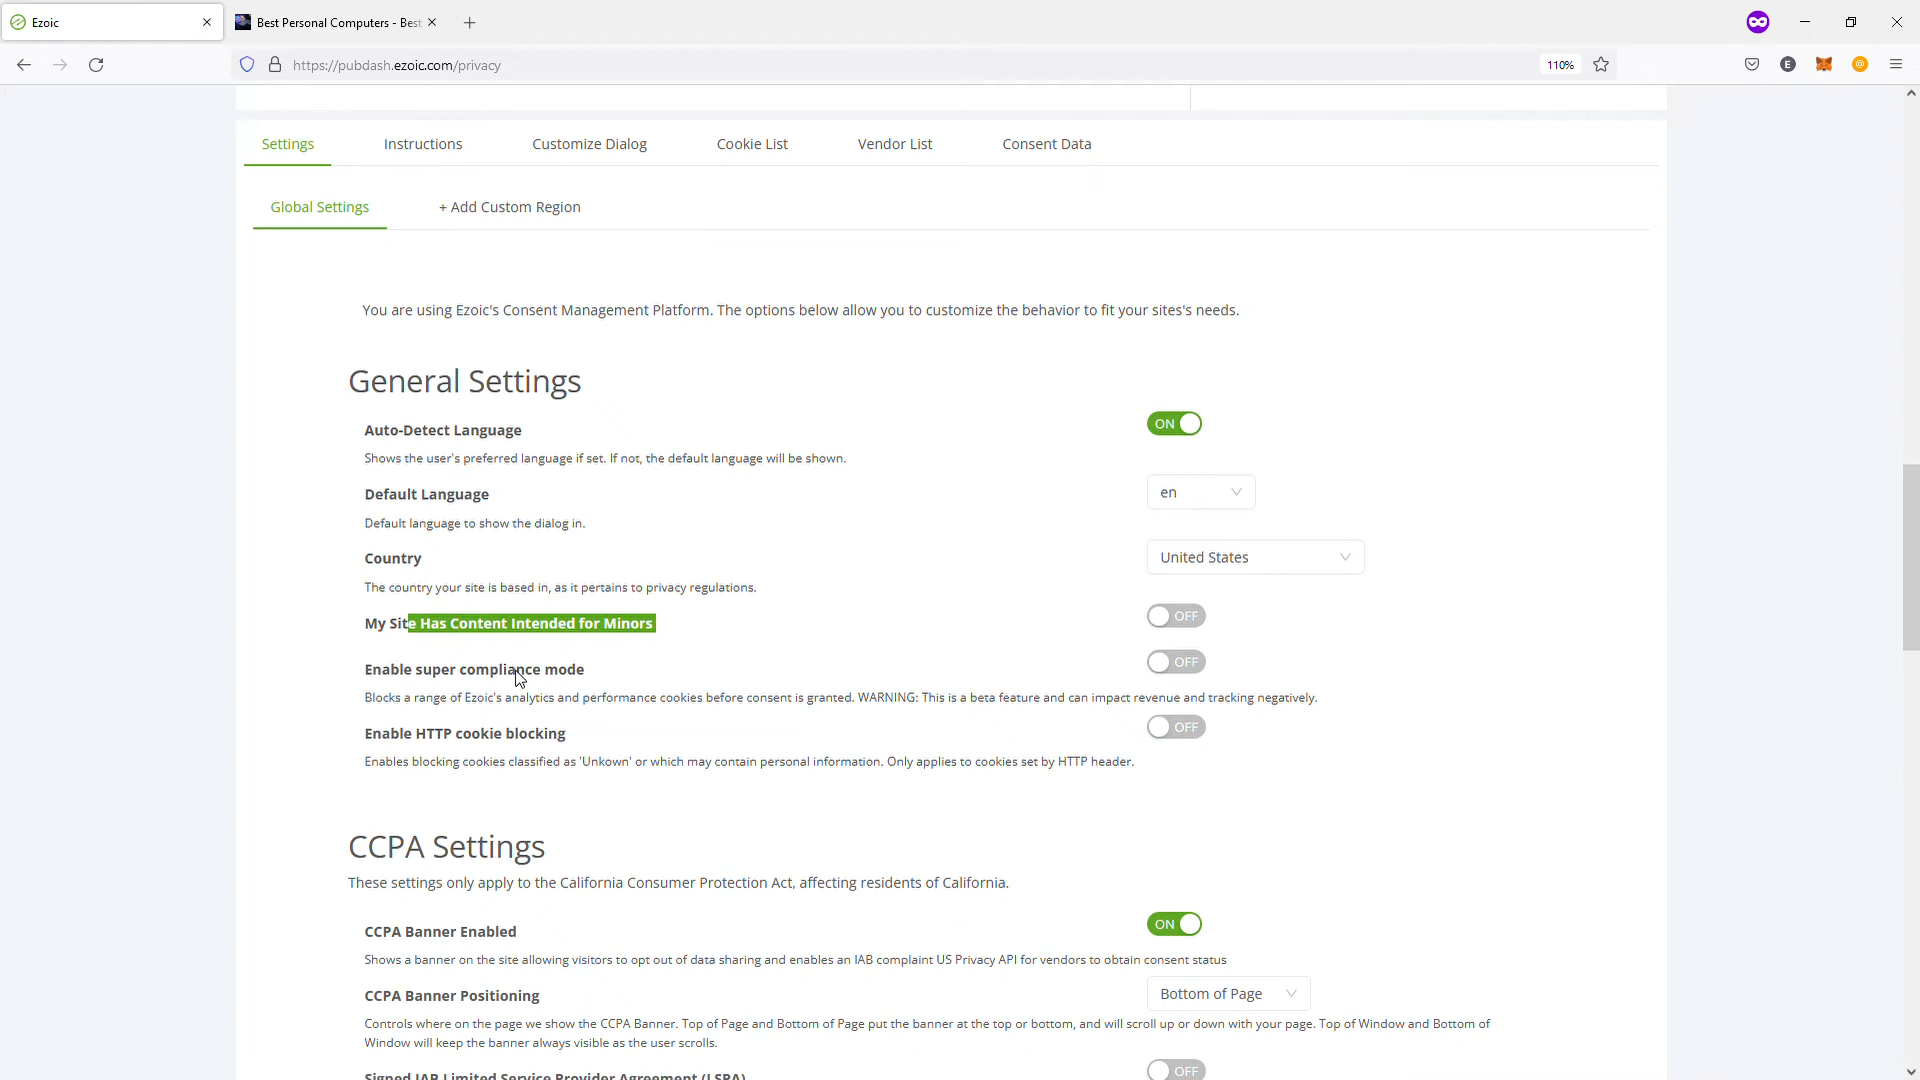 Ezoic
Best Personal Computers - Best
https://pubdash.ezoic.com/privacy
110%
E
Settings
Instructions
Customize Dialog
Cookie List
Vendor List
Consent Data
Global Settings
+ Add Custom Region
You are using Ezoic's Consent Management Platform. The options below allow you to customize the behavior to fit your sites's needs.
General Settings
Auto-Detect Language
ON
Shows the user's preferred language if set. If not, the default language will be shown.
Default Language
en
Default language to show the dialog in.
Country
United States
The country your site is based in, as it pertains to privacy regulations.
My Site Has Content Intended for Minors
OFF
Enable super compliance mode
OFF
Blocks a range of Ezoic's analytics and performance cookies before consent is granted. WARNING: This is a beta feature and can impact revenue and tracking negatively.
Enable HTTP cookie blocking
OFF
Enables blocking cookies classified as 'Unkown' or which may contain personal information. Only applies to cookies set by HTTP header.
CCPA Settings
These settings only apply to the California Consumer Protection Act, affecting residents of California.
CCPA Banner Enabled
ON
Shows a banner on the site allowing visitors to opt out of data sharing and enables an IAB complaint US Privacy API for vendors to obtain consent status
CCPA Banner Positioning
Bottom of Page
Controls where on the page we show the CCPA Banner. Top of Page and Bottom of Page put the banner at the top or bottom, and will scroll up or down with your page. Top of Window and Bottom of
Window will keep the banner always visible as the user scrolls.
Signed IAB Limited Service Provider Agreement (LSPA)
OFF